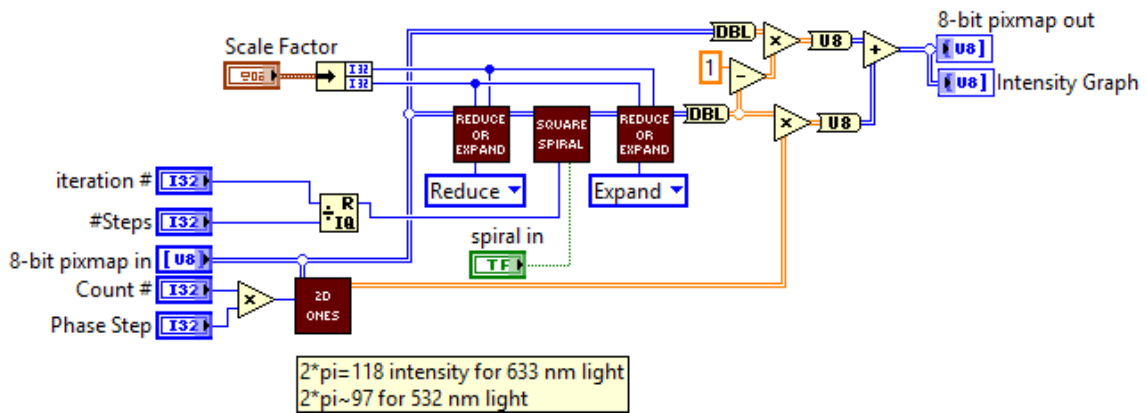 8-bit pixmap out
DBL
x
U8
+
[U8]
Scale Factor
I32
I32
1
-
[U8]
Intensity Graph
REDUCE OR EXPAND
SQUARE SPIRAL
REDUCE OR EXPAND
DBL
x
U8
iteration #
I32
Reduce
Expand
÷ R IQ
#Steps
I32
spiral in
TF
8-bit pixmap in
[U8]
Count #
I32
x
2D ONES
Phase Step
I32
2*pi=118 intensity for 633 nm light
2*pi~97 for 532 nm light